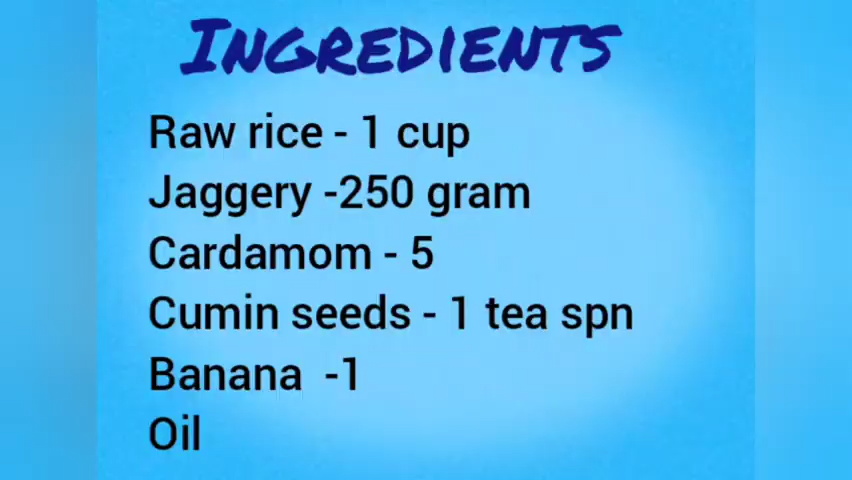 INGREDIENTS
Raw rice - 1 cup
Jaggery -250 gram
Cardamom - 5
Cumin seeds - 1 tea spn
Banana  -1
Oil